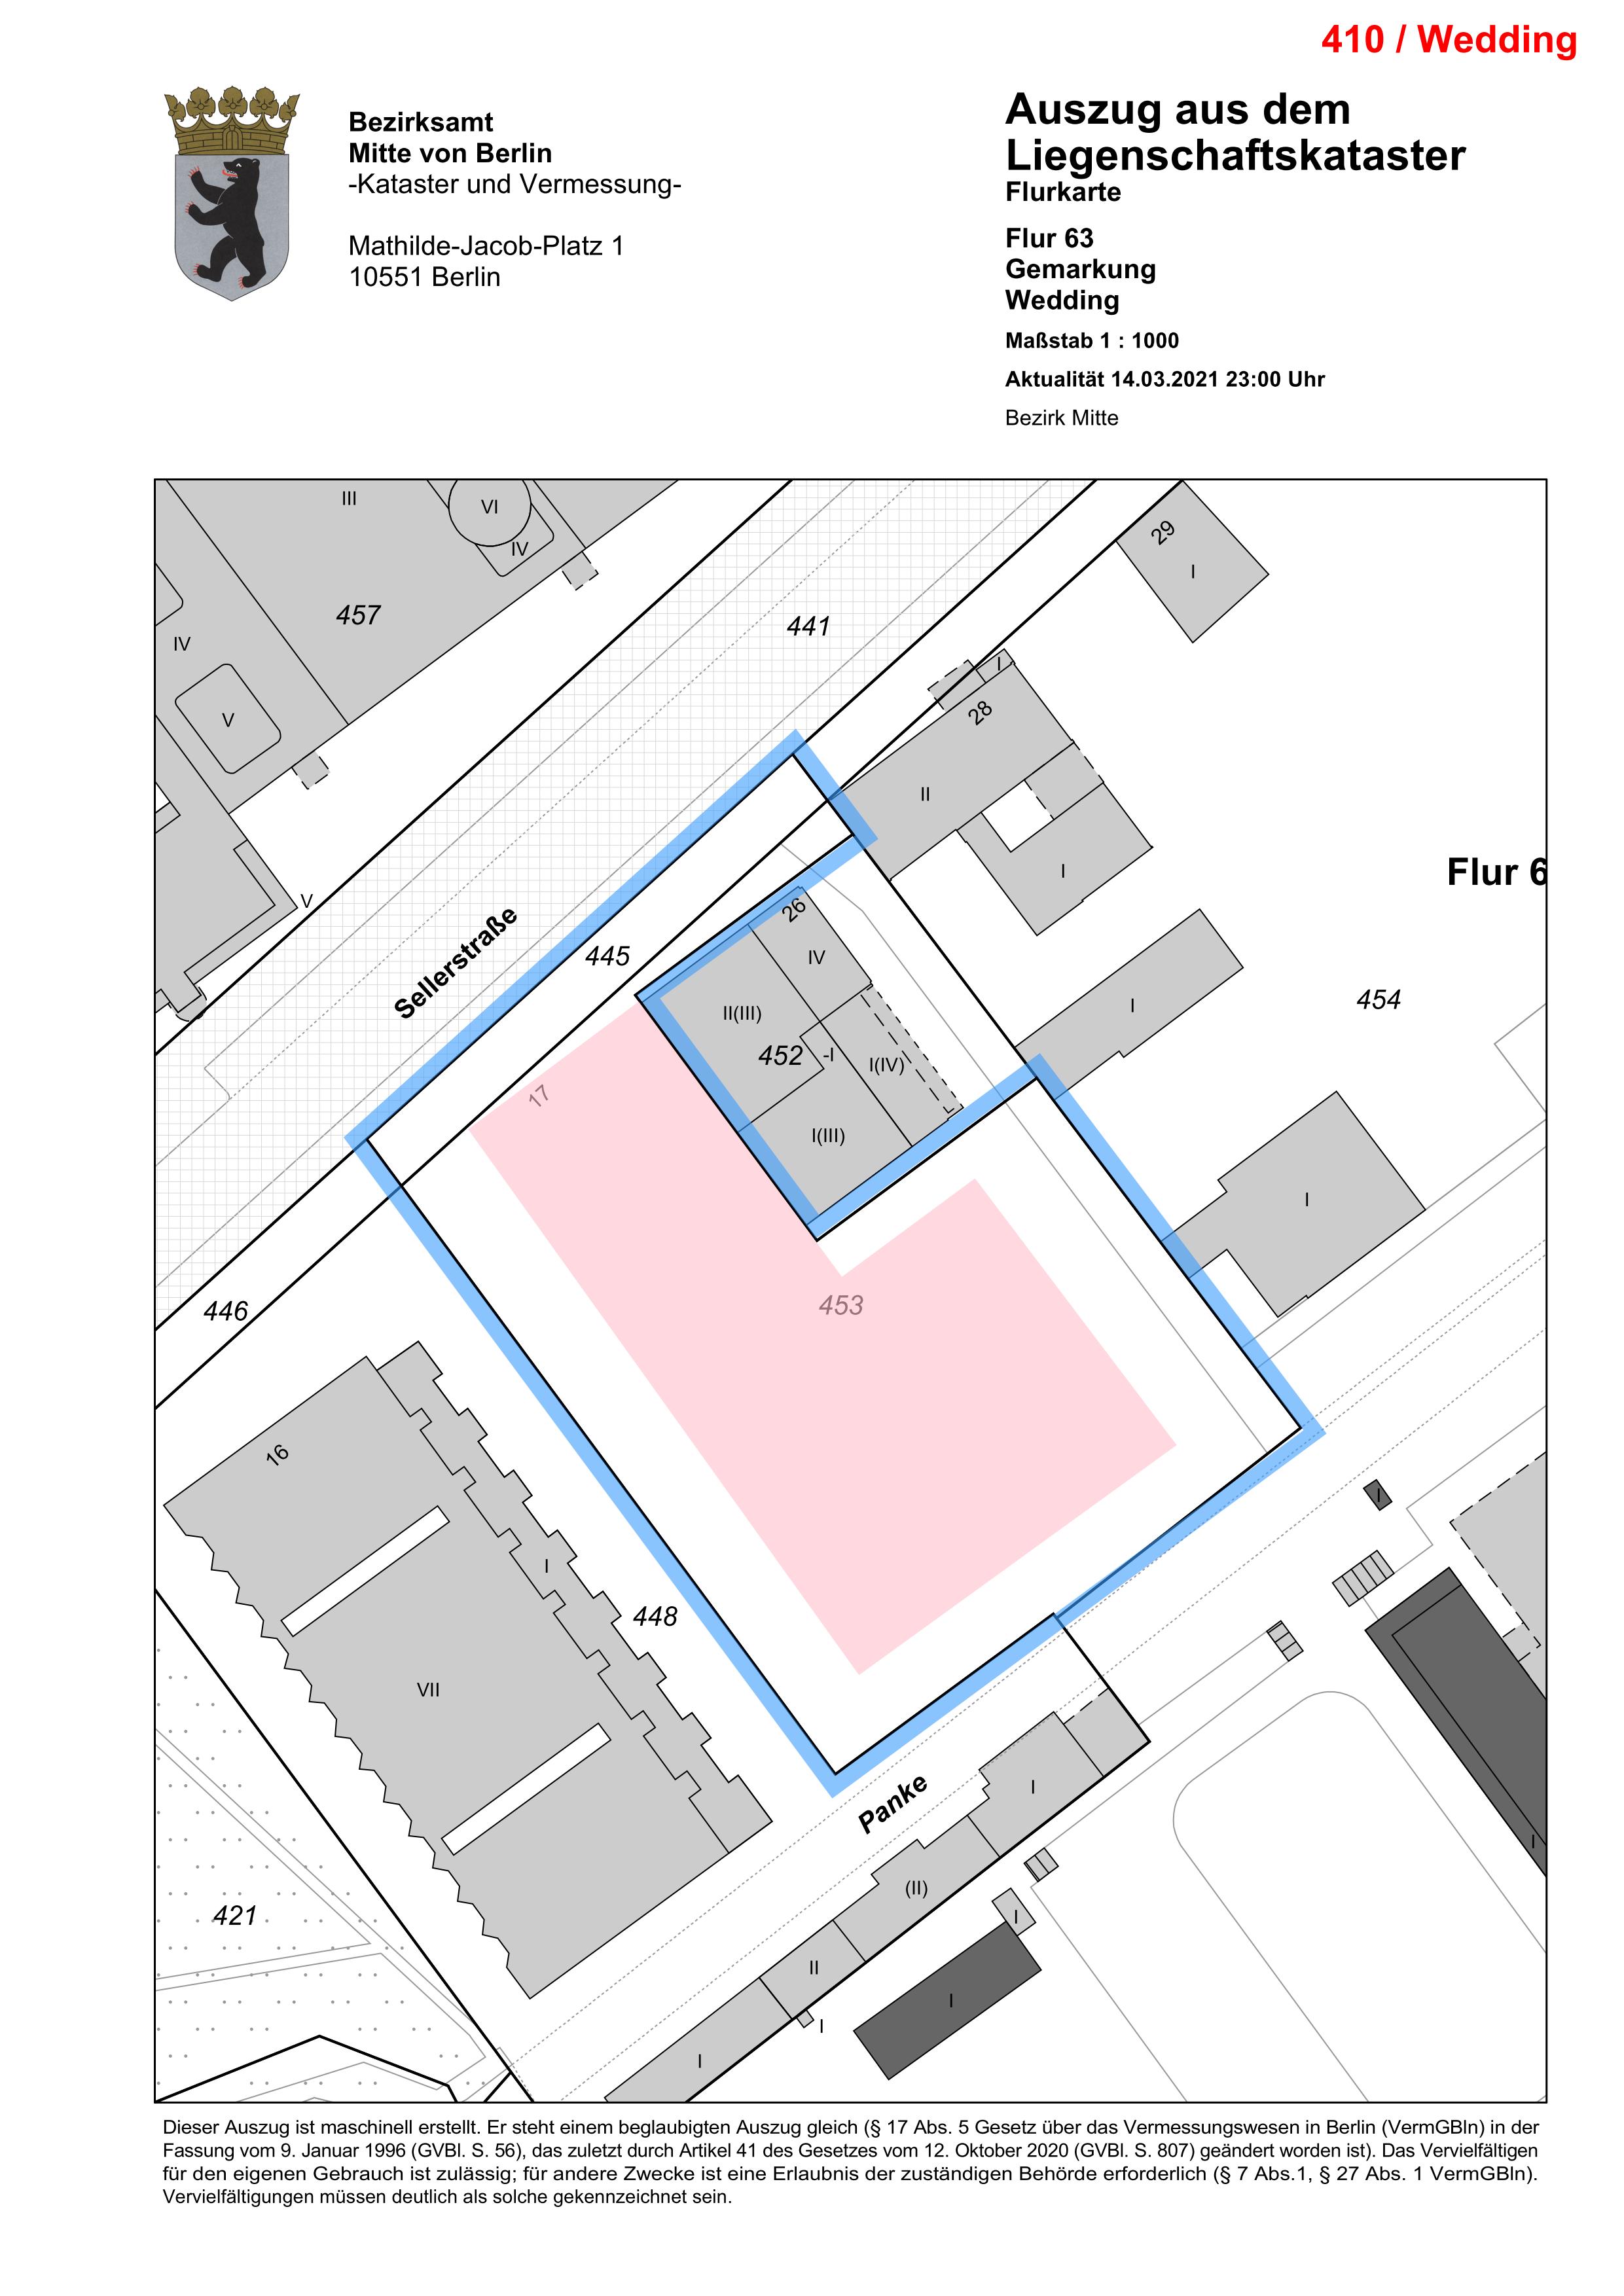 410 / Wedding
Bezirksamt
Mitte von Berlin
-Kataster und Vermessung-
Mathilde-Jacob-Platz 1
10551 Berlin
Auszug aus dem
Liegenschaftskataster
Flurkarte
Flur 63
Gemarkung
Wedding
Maßstab 1 : 1000
Aktualität 14.03.2021 23:00 Uhr
Bezirk Mitte
III
VI
IV
29
I
457
441
IV
I
28
V
II
I
Flur 6
V
26
Sellerstraße
445
IV
454
I
II(III)
452
-I
I(IV)
17
I(III)
I
446
453
16
I
I
448
VII
Panke
I
I
(II)
421
I
II
I
I
I
Dieser Auszug ist maschinell erstellt. Er steht einem beglaubigten Auszug gleich (§ 17 Abs. 5 Gesetz über das Vermessungswesen in Berlin (VermGBln) in der
Fassung vom 9. Januar 1996 (GVBl. S. 56), das zuletzt durch Artikel 41 des Gesetzes vom 12. Oktober 2020 (GVBl. S. 807) geändert worden ist). Das Vervielfältigen
für den eigenen Gebrauch ist zulässig; für andere Zwecke ist eine Erlaubnis der zuständigen Behörde erforderlich (§ 7 Abs.1, § 27 Abs. 1 VermGBln).
Vervielfältigungen müssen deutlich als solche gekennzeichnet sein.